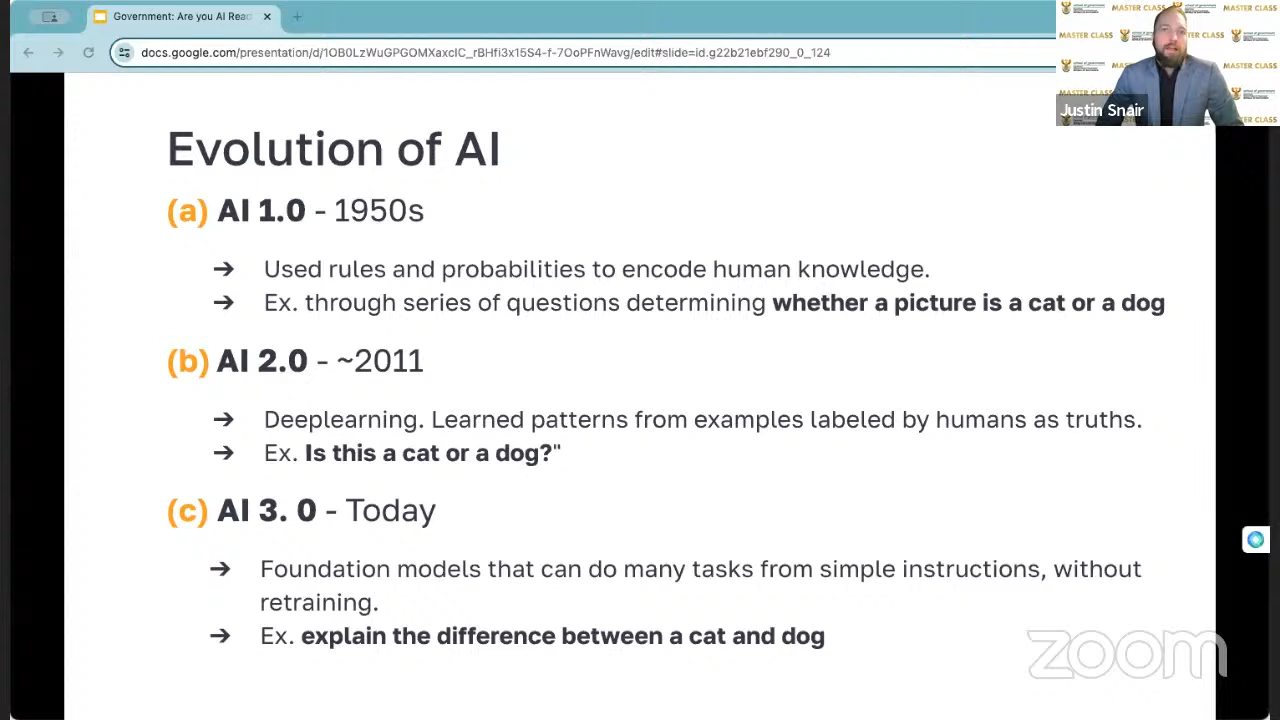 Government: Are you AI Read
docs.google.com/presentation/d/1OB0LzWuGPGOMXaxuSC_rBHfi3x15S4-i7OoPFnWavg/edit#slide=id.g22b21ebf290_0_124
MASTER CLASS
Justin Snair
Evolution of AI
(a) AI 1.0 - 1950s
➔ Used rules and probabilities to encode human knowledge.
➔ Ex. through series of questions determining whether a picture is a cat or a dog
(b) AI 2.0 - ~2011
➔ Deeplearning. Learned patterns from examples labeled by humans as truths.
➔ Ex. Is this a cat or a dog?"
(c) AI 3. 0 - Today
➔ Foundation models that can do many tasks from simple instructions, without
retraining.
➔ Ex. explain the difference between a cat and dog
zoom